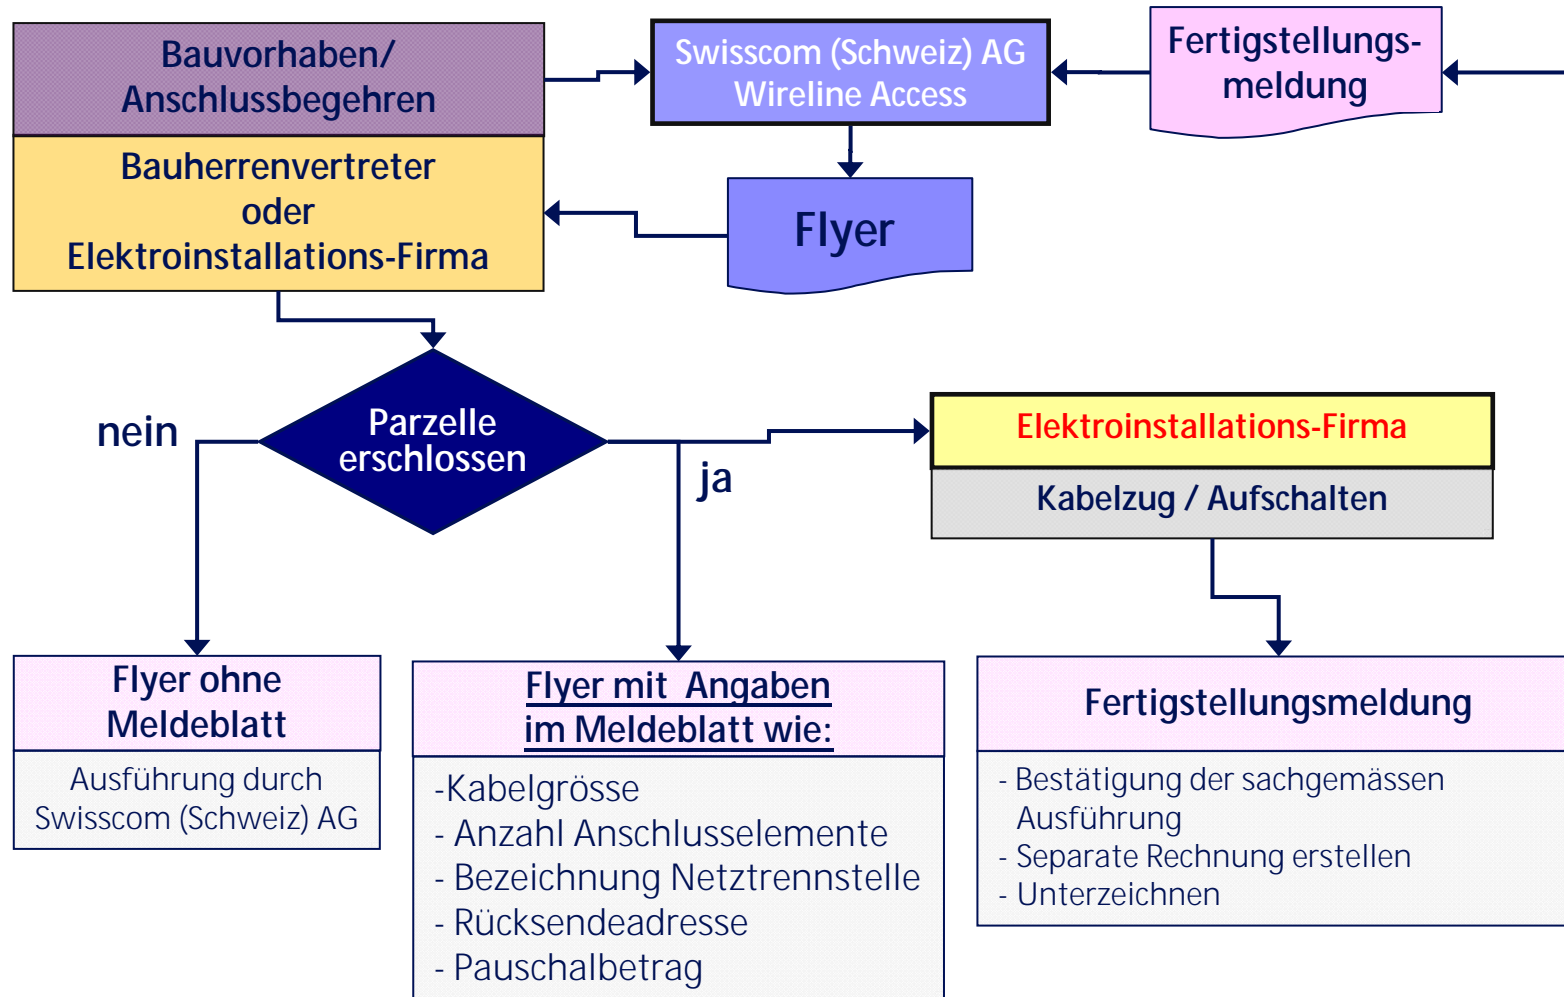 Bauvorhaben/
Anschlussbegehren
Bauherrenvertreter
oder
Elektroinstallations-Firma
Swisscom (Schweiz) AG
Wireline Access
Fertigstellungs-
meldung
Flyer
nein
Parzelle
erschlossen
ja
Elektroinstallations-Firma
Kabelzug / Aufschalten
Flyer ohne
Meldeblatt
Ausführung durch
Swisscom (Schweiz) AG
Flyer mit Angaben
im Meldeblatt wie:
-Kabelgrösse
- Anzahl Anschlusselemente
- Bezeichnung Netztrennstelle
- Rücksendeadresse
- Pauschalbetrag
Fertigstellungsmeldung
- Bestätigung der sachgemässen
Ausführung
- Separate Rechnung erstellen
- Unterzeichnen